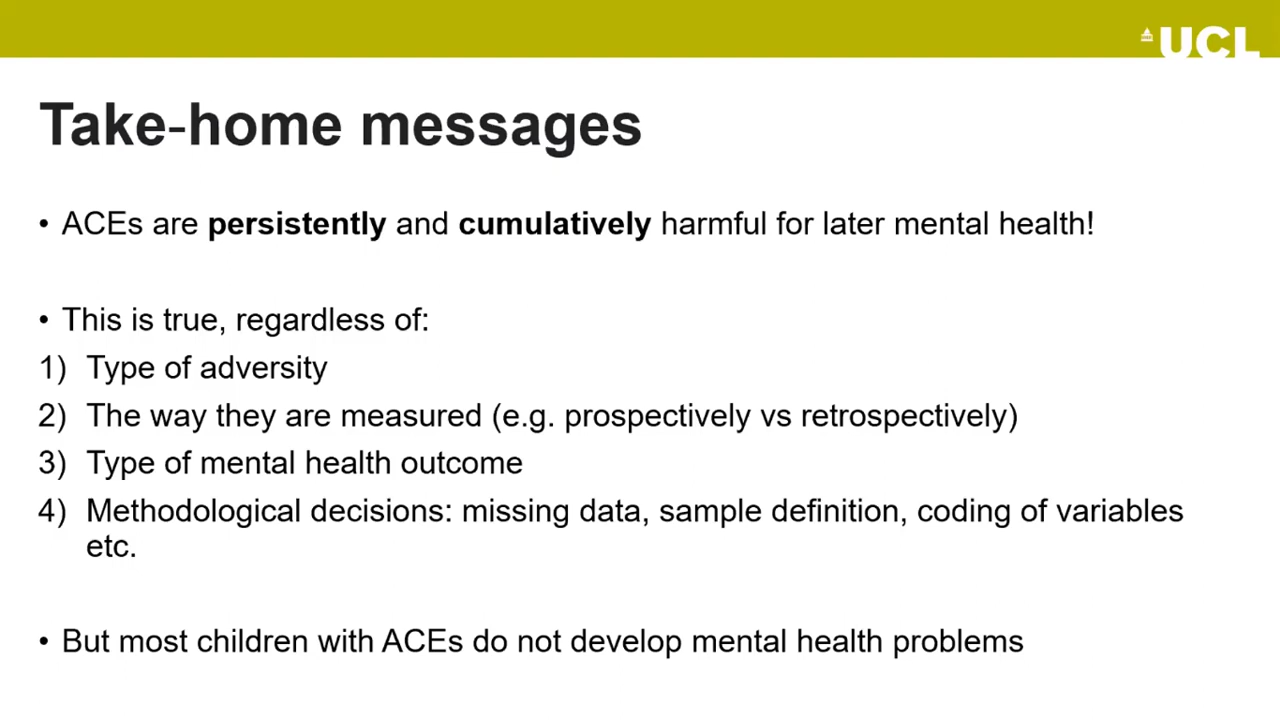 UCL
Take-home messages
• ACEs are persistently and cumulatively harmful for later mental health!
• This is true, regardless of:
1) Type of adversity
2) The way they are measured (e.g. prospectively vs retrospectively)
3) Type of mental health outcome
4) Methodological decisions: missing data, sample definition, coding of variables
etc.
• But most children with ACEs do not develop mental health problems